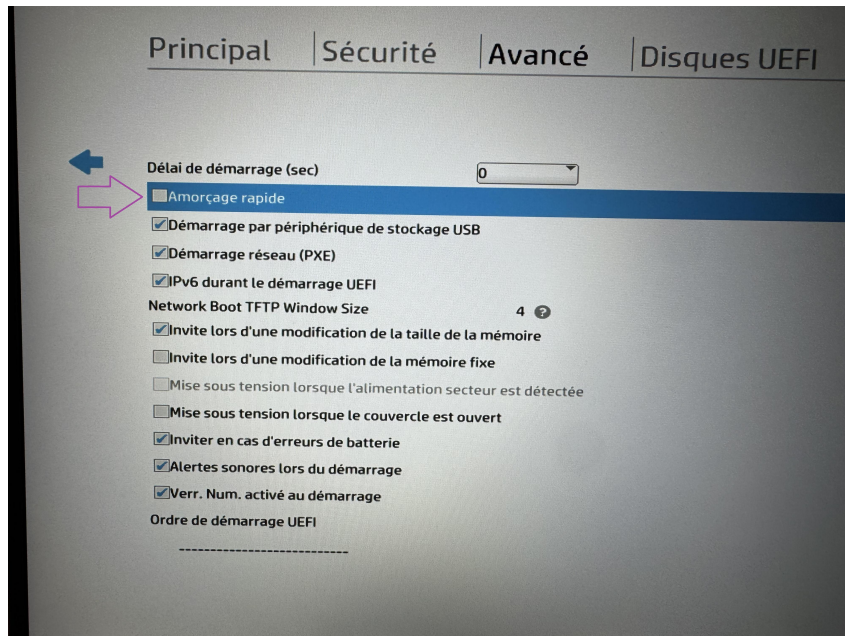 Principal Sécurité Avancé Disques UEFI
Délai de démarrage (sec) 0
Amorçage rapide
Démarrage par périphérique de stockage USB
Démarrage réseau (PXE)
IPv6 durant le démarrage UEFI
Network Boot TFTP Window Size 4 ?
Invite lors d'une modification de la taille de la mémoire
Invite lors d'une modification de la mémoire fixe
Mise sous tension lorsque l'alimentation secteur est détectée
Mise sous tension lorsque le couvercle est ouvert
Inviter en cas d'erreurs de batterie
Alertes sonores lors du démarrage
Verr. Num. activé au démarrage
Ordre de démarrage UEFI
---------------------------